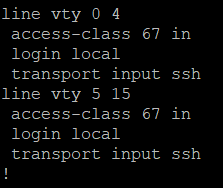 line vty 0 4
 access-class 67 in
 login local
 transport input ssh
line vty 5 15
 access-class 67 in
 login local
 transport input ssh
!